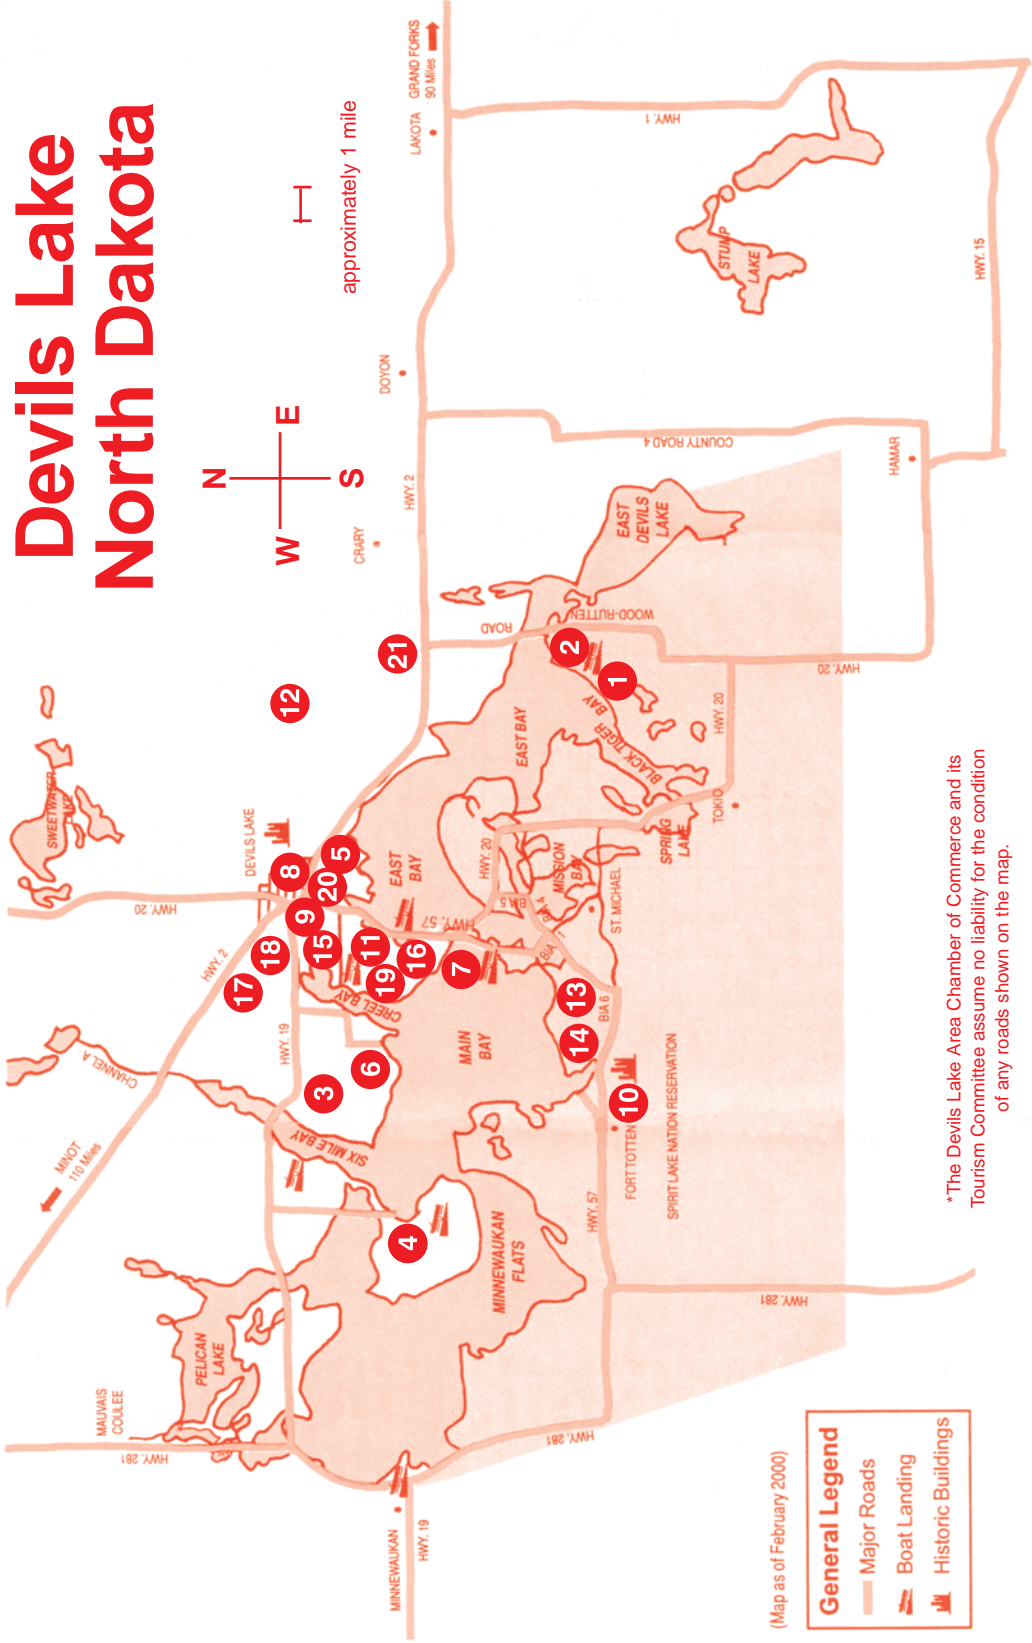 Devils Lake
North Dakota
approximately 1 mile
N
W
E
S
LAKOTA
GRAND FORKS
90 Miles
HWY. 1
STUMP
LAKE
HWY. 15
DOYON
COUNTY ROAD 4
HAMAR
HWY. 2
CRARY
EAST
DEVILS
LAKE
WOOD-RUTTEN
ROAD
HWY. 20
21
2
1
12
SWEETWATER
LAKE
EAST BAY
BLACK TIGER
BAY
HWY. 20
TOKIO
SPRING
LAKE
DEVILS LAKE
8
5
20
9
EAST
BAY
HWY. 20
MISSION
BAY
HWY. 20
HWY. 2
18
17
15
11
19
16
7
HWY. 57
BIA 5
BIA 4
BIA
1
ST. MICHAEL
CREEL BAY
HWY. 19
MAIN
BAY
13
14
BIA 6
CHANNEL A
3
6
10
FORT TOTTEN
SPIRIT LAKE NATION RESERVATION
SIX MILE BAY
MINOT
110 Miles
4
MINNEWAUKAN
FLATS
HWY. 57
HWY. 281
PELICAN
LAKE
MAUVAIS
COULEE
HWY. 281
HWY. 281
MINNEWAUKAN
HWY. 19
*The Devils Lake Area Chamber of Commerce and its
Tourism Committee assume no liability for the condition
of any roads shown on the map.
(Map as of February 2000)
General Legend
Major Roads
Boat Landing
Historic Buildings